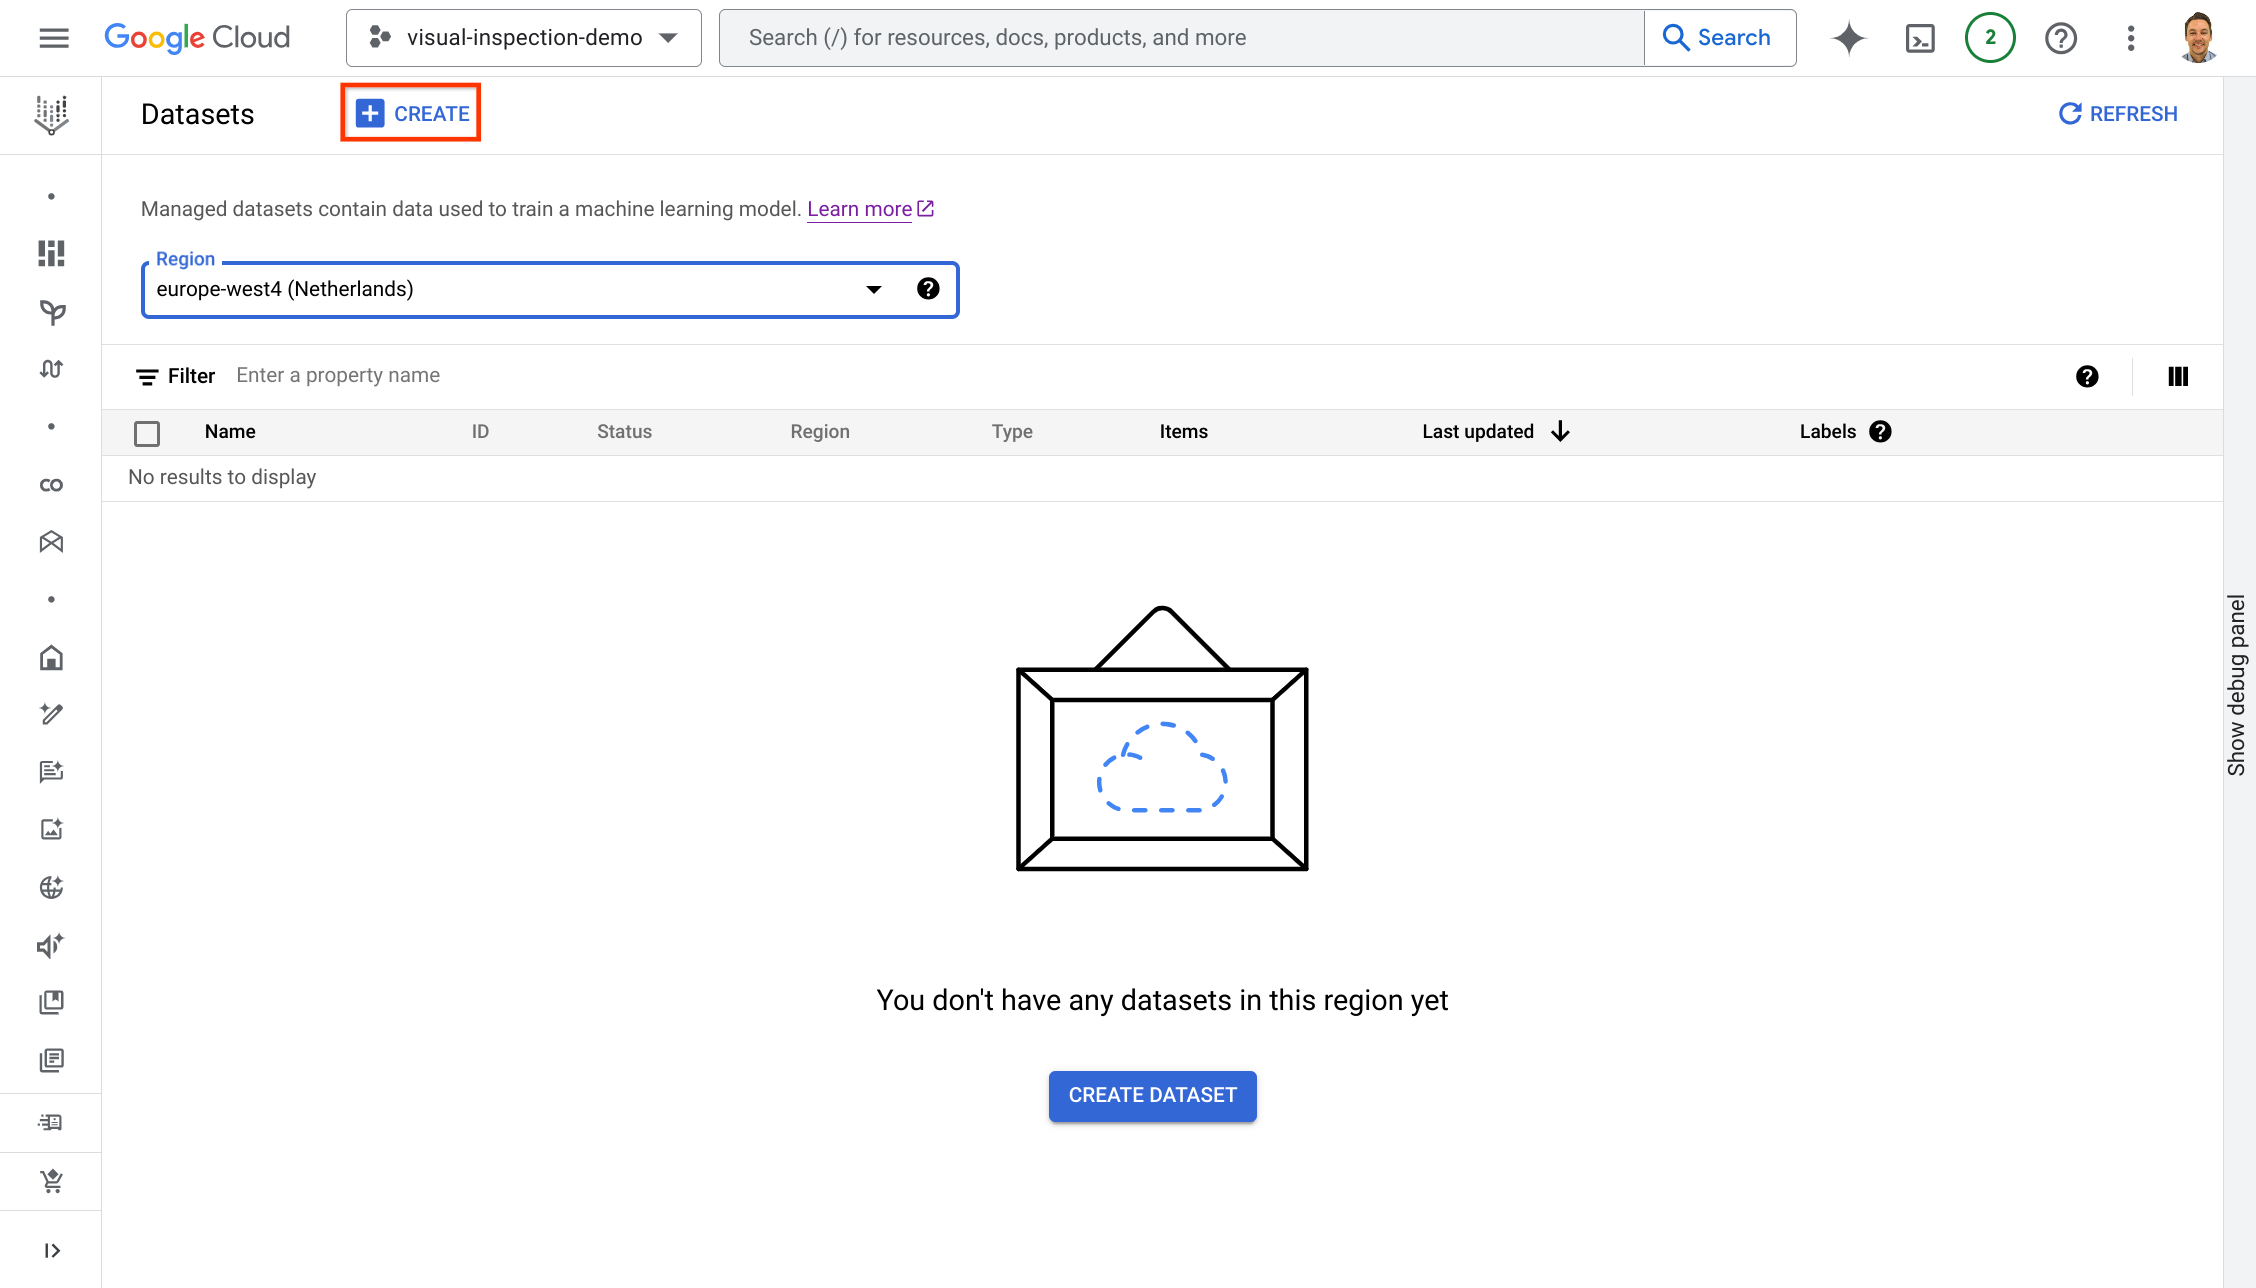 Google Cloud
visual-inspection-demo
Search (/) for resources, docs, products, and more
Search
2
Datasets
CREATE
REFRESH
Managed datasets contain data used to train a machine learning model. Learn more
Region
europe-west4 (Netherlands)
Filter Enter a property name
Name ID Status Region Type Items Last updated Labels
No results to display
You don't have any datasets in this region yet
CREATE DATASET
Show debug panel